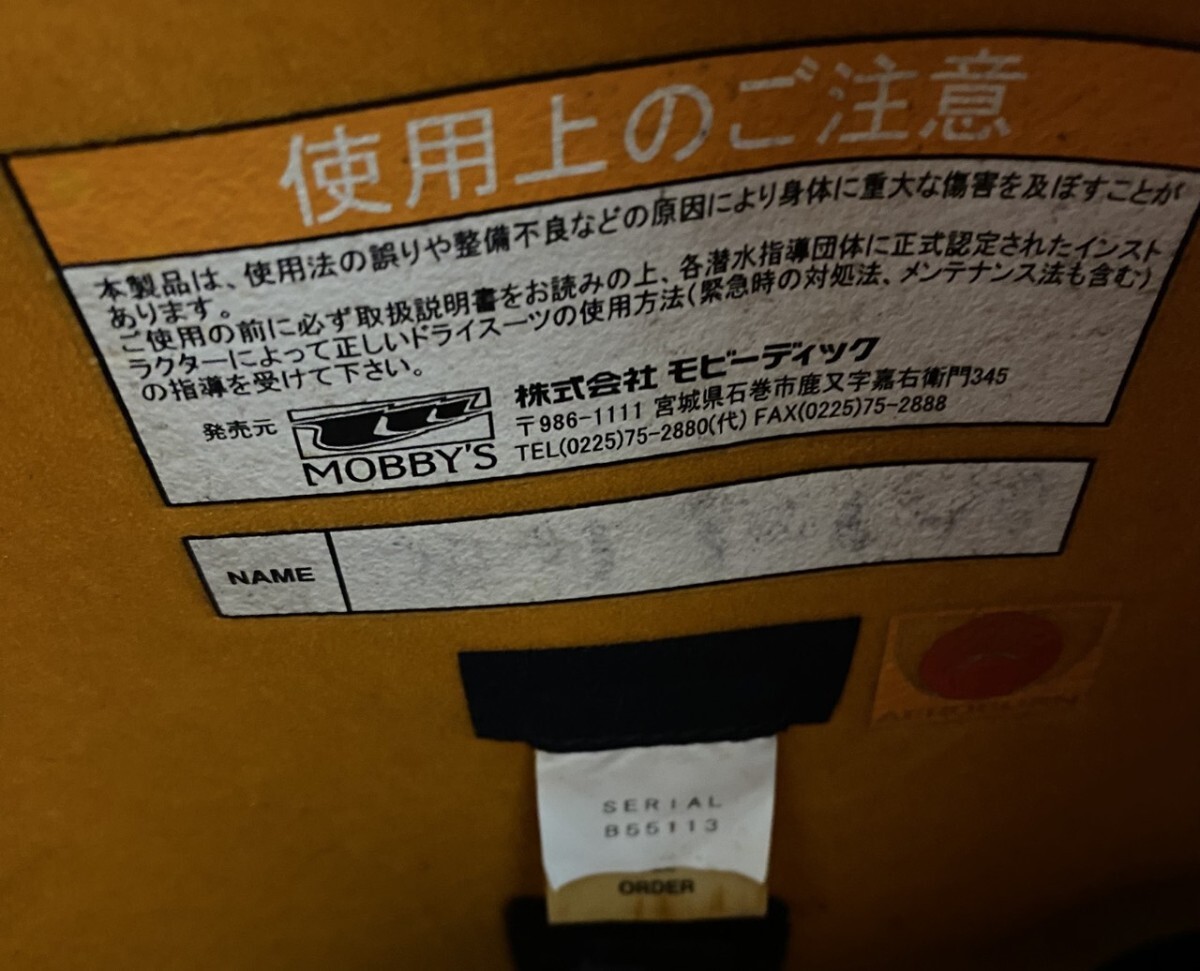 使用上のご注意
本製品は、使用法の誤りや整備不良などの原因により身体に重大な傷害を及ぼすことが
あります。
ご使用の前に必ず取扱説明書をお読みの上、各潜水指導団体に正式認定されたインスト
ラクターによって正しいドライスーツの使用方法(緊急時の対処法、メンテナンス法も含む)
の指導を受けて下さい。
発売元
MOBBY'S
株式会社 モビーディック
〒986-1111 宮城県石巻市鹿又字嘉右衛門345
TEL(0225)75-2880(代) FAX(0225)75-2888
NAME
SERIAL
B55113
ORDER